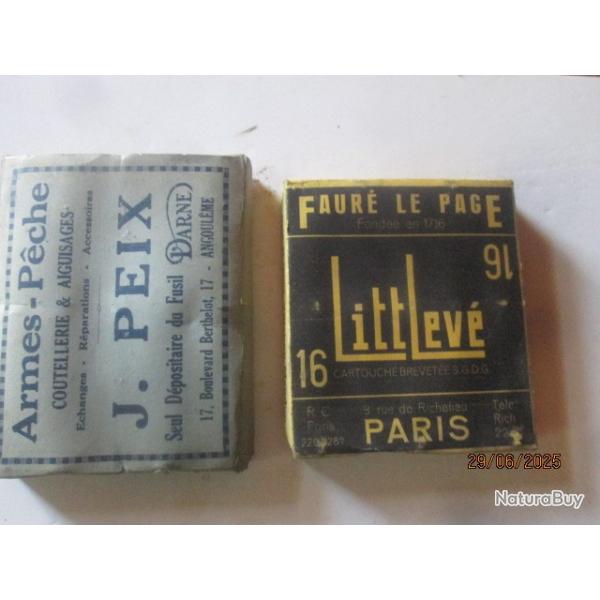 Armes-Pêche
COUTELLERIE & AIGUISAGES
Echanges - Réparations - Accessoires
J. PEIX
Seul Dépositaire du Fusil DARNE
17, Boulevard Berthelot, 17 - ANGOULÊME
FAURÉ LE PAGE
Fondée en 1716
16
LittLevé
16
CARTOUCHE BREVETÉE S.G.D.G.
R.C. 8 rue de Richelieu Télé
Paris PARIS Rich
29/06/2025
NaturaBuy